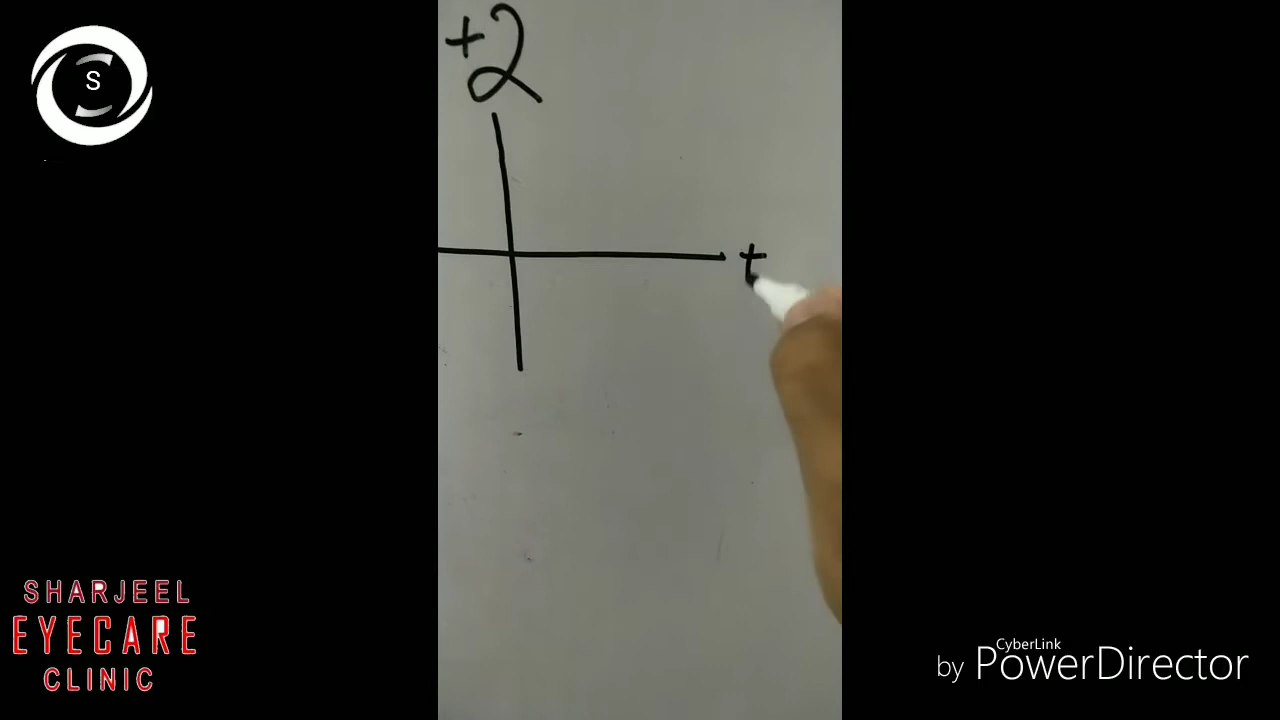 S
+2
+
SHARJEEL
EYECARE
CLINIC
CyberLink
by PowerDirector